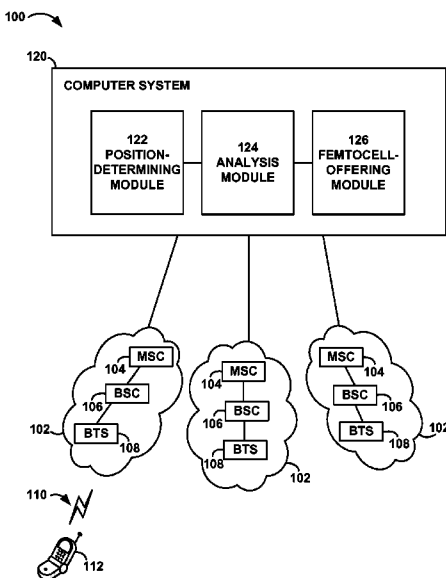 100
120
COMPUTER SYSTEM
122
POSITION-
DETERMINING
MODULE
124
ANALYSIS
MODULE
126
FEMTOCELL-
OFFERING
MODULE
MSC
104
BSC
106
BTS
108
102
MSC
104
BSC
106
BTS
108
102
MSC
104
BSC
106
BTS
108
102
110
112